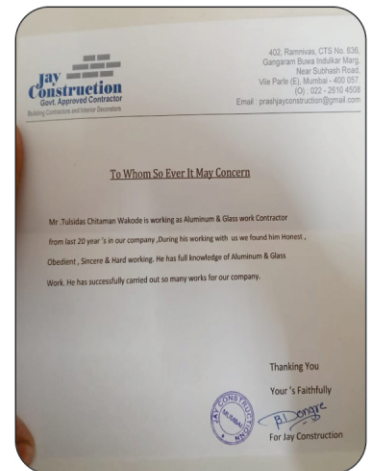 Jay
Construction
Govt. Approved Contractor
Building Contractors and Interior Decorators
402, Ramnivas, CTS No. 636,
Gangaram Buwa Indulkar Marg,
Near Subhash Road,
Vile Parle (E), Mumbai - 400 057.
(O) : 022 - 2610 4508
Email : prashjayconstruction@gmail.com
To Whom So Ever It May Concern
Mr .Tulsidas Chitaman Wakode is working as Aluminum & Glass work Contractor
from last 20 year 's in our company ,During his working with us we found him Honest ,
Obedient , Sincere & Hard working. He has full knowledge of Aluminum & Glass
Work. He has successfully carried out so many works for our company.
Thanking You
Your 's Faithfully
JAY CONSTRUCTION
MUMBAI
BDongre
For Jay Construction